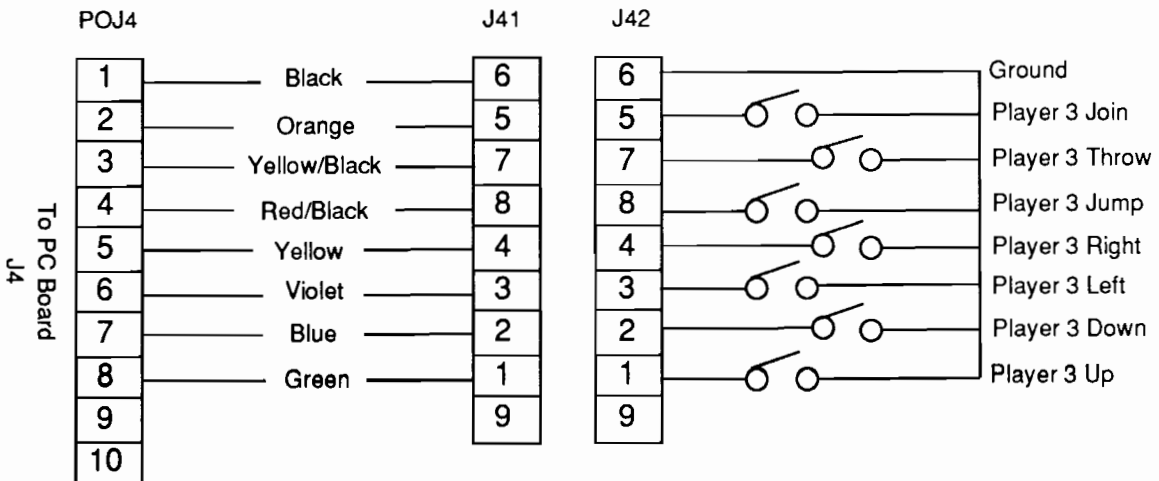 POJ4 J41 J42
1 Black 6 6 Ground
2 Orange 5 5 Player 3 Join
3 Yellow/Black 7 7 Player 3 Throw
4 Red/Black 8 8 Player 3 Jump
5 Yellow 4 4 Player 3 Right
6 Violet 3 3 Player 3 Left
7 Blue 2 2 Player 3 Down
8 Green 1 1 Player 3 Up
9 9 9
10
To PC Board
J4